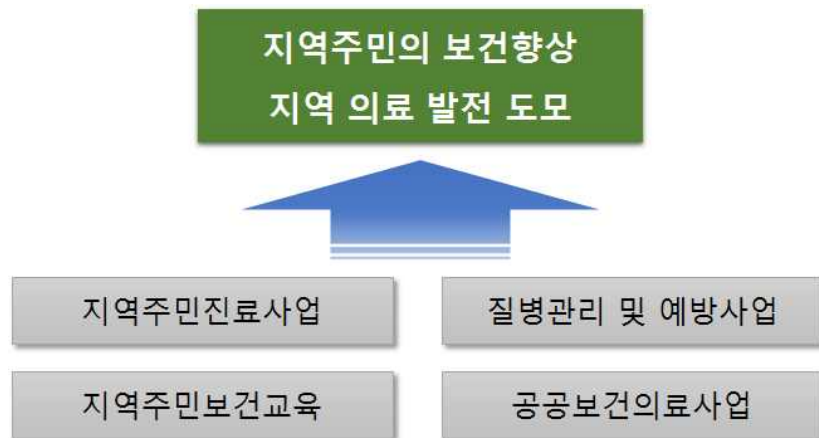 지역주민의 보건향상
지역 의료 발전 도모
지역주민진료사업
질병관리 및 예방사업
지역주민보건교육
공공보건의료사업